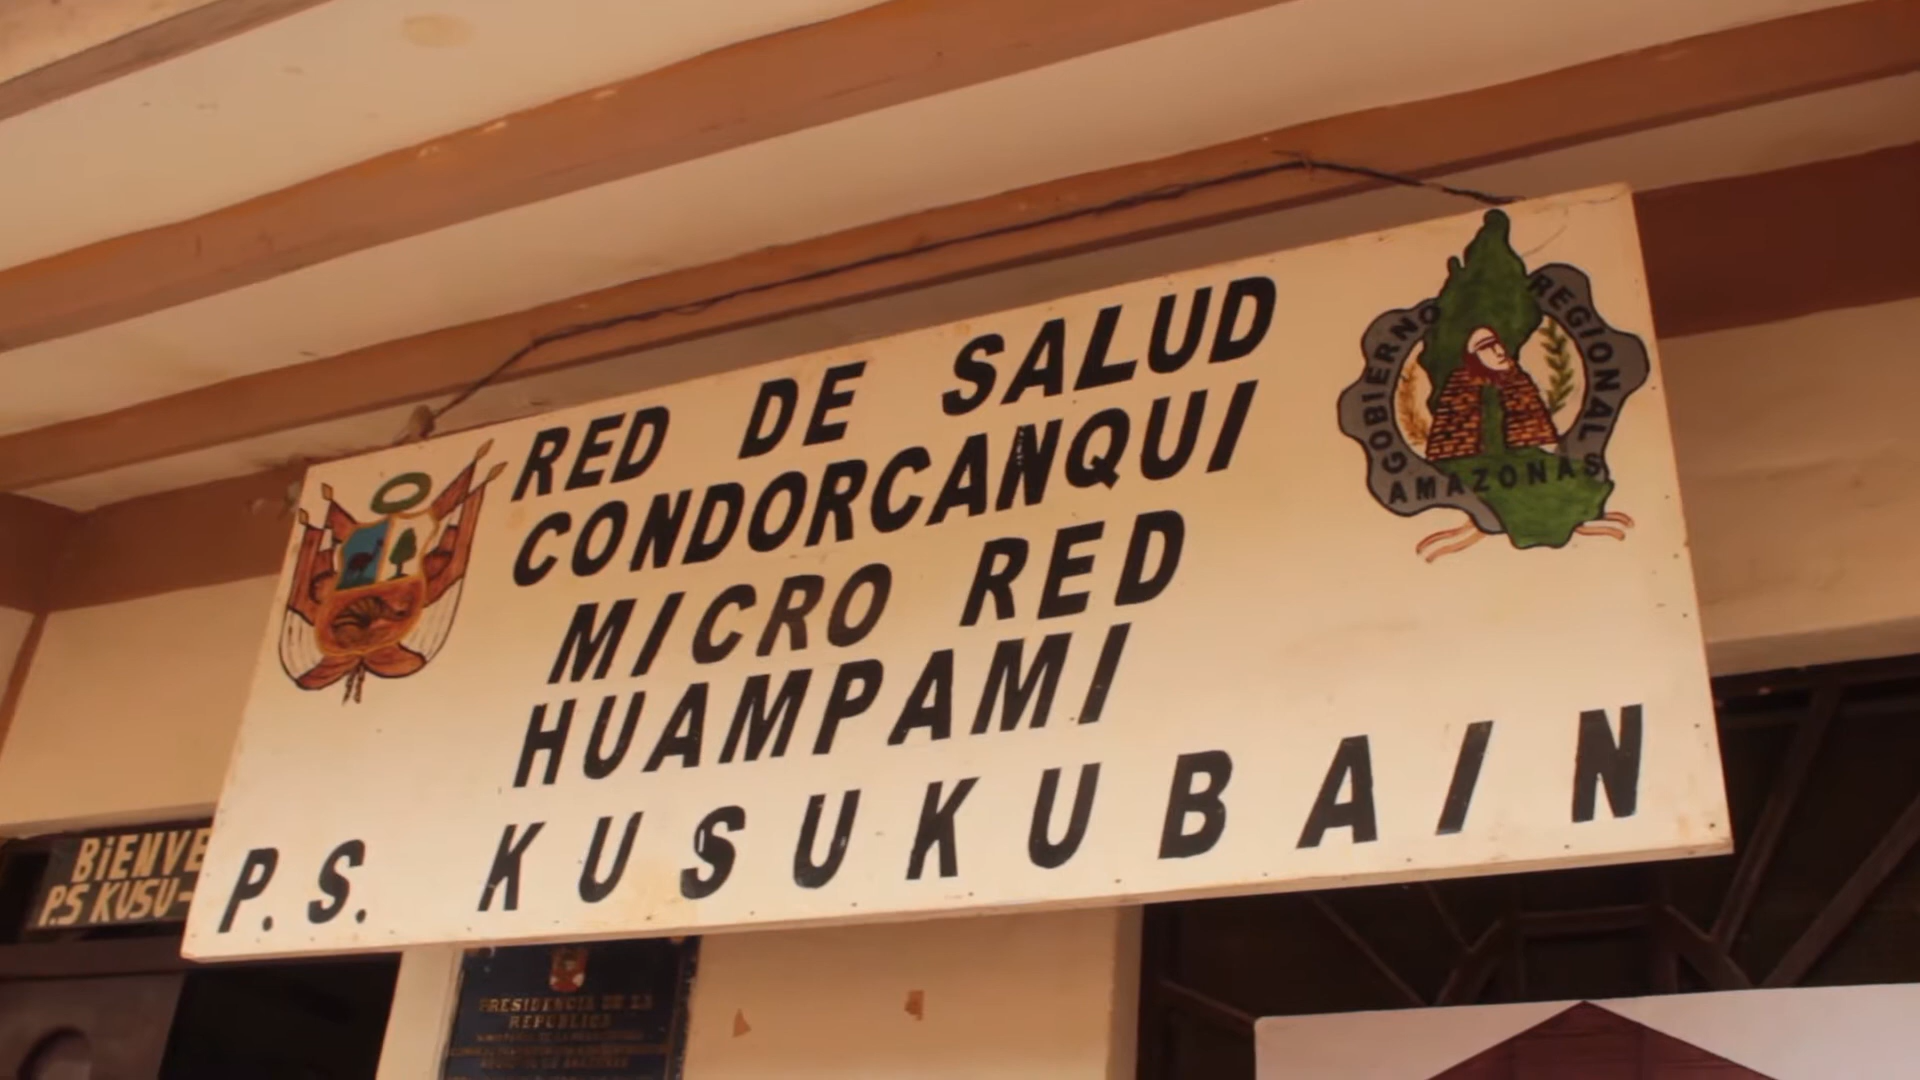 RED DE SALUD
CONDORCANQUI
MICRO RED
HUAMPAMI
P.S. KUSUKUBAIN
GOBIERNO REGIONAL
AMAZONAS
BIENVE
P.S KUSU-
PRESIDENCIA DE LA
REPUBLICA